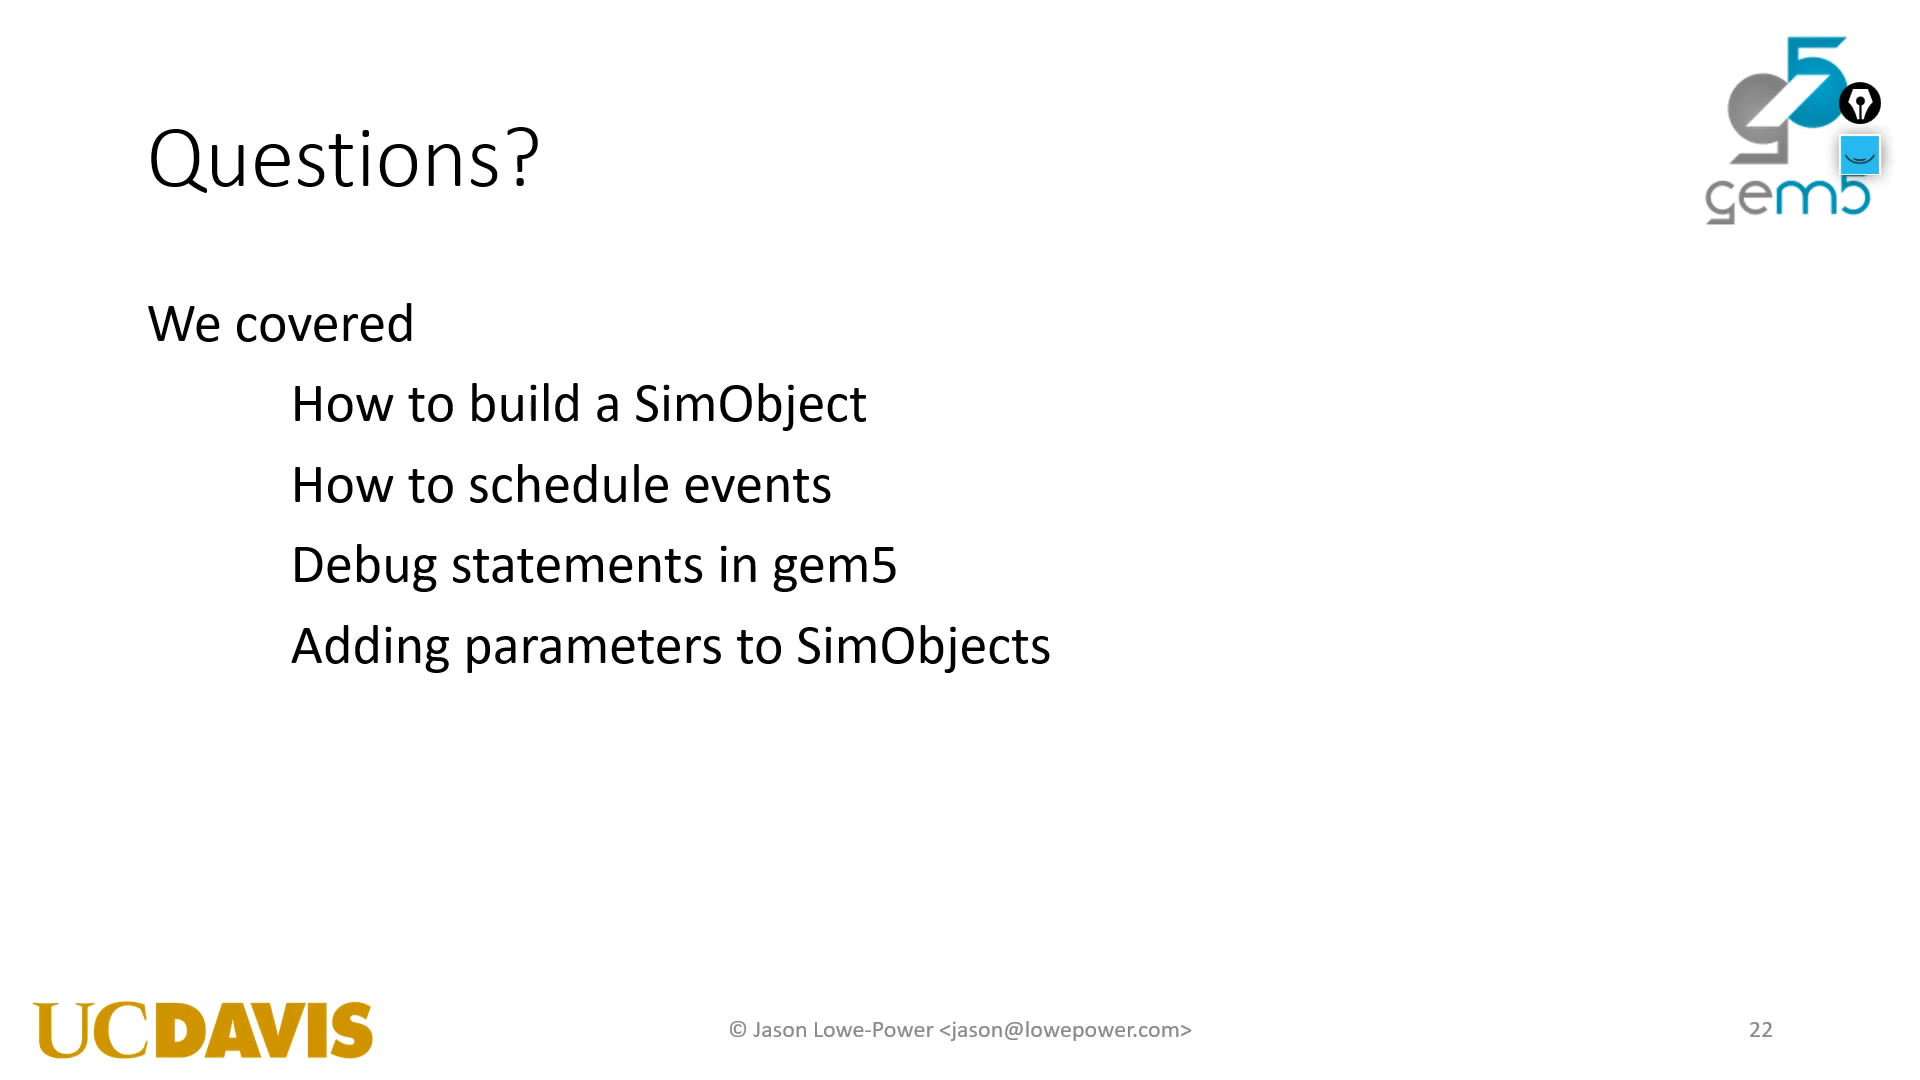 Questions?
g5
gem5
We covered
How to build a SimObject
How to schedule events
Debug statements in gem5
Adding parameters to SimObjects
UCDAVIS
© Jason Lowe-Power <jason@lowepower.com>
22